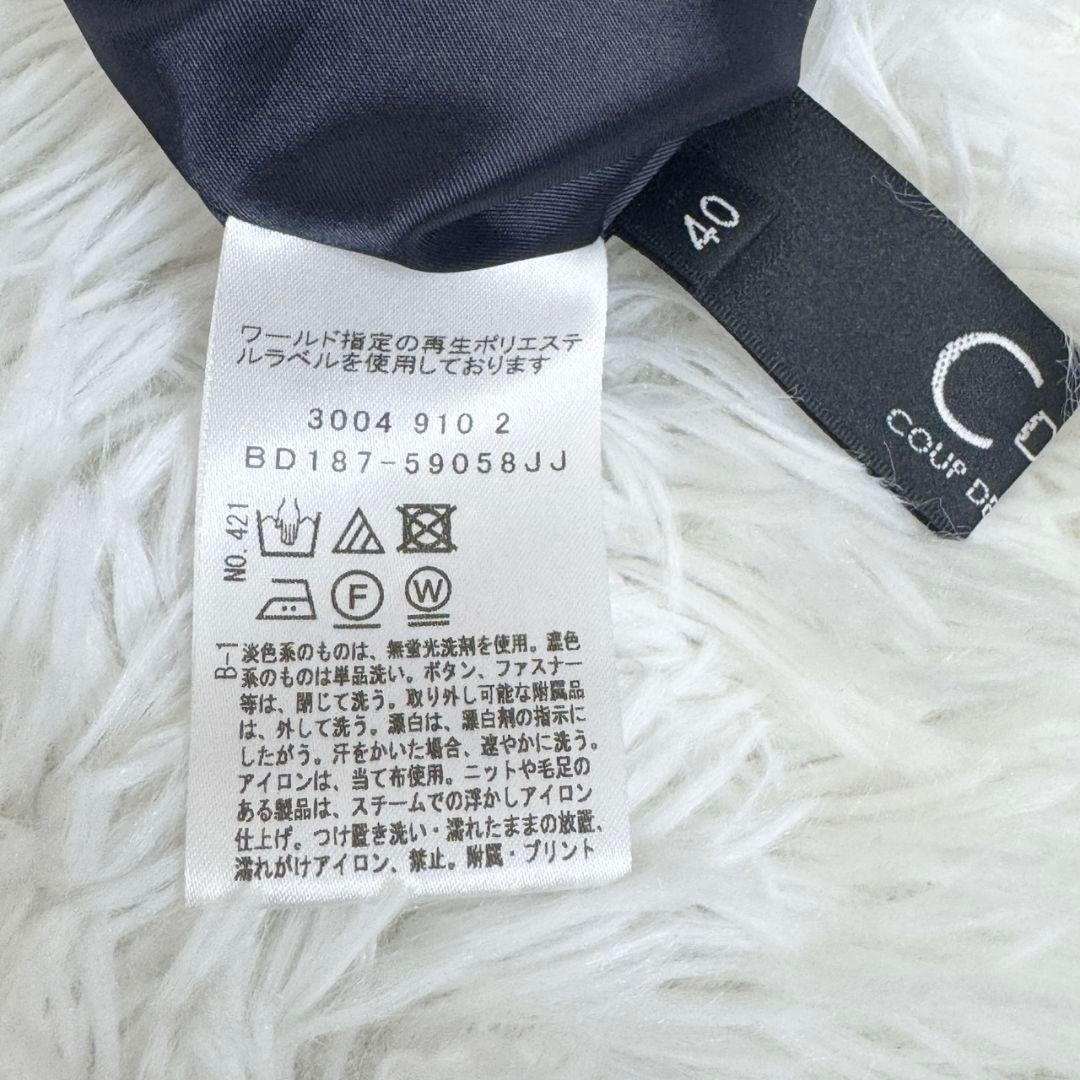 40
C
COUP DE
ワールド指定の再生ポリエステ
ルラベルを使用しております
3004 910 2
BD187-59058JJ
NO.421
F
W
B-1
淡色系のものは、無蛍光洗剤を使用。濃色
系のものは単品洗い。ボタン、ファスナー
等は、閉じて洗う。取り外し可能な附属品
は、外して洗う。漂白は、漂白剤の指示に
したがう。汗をかいた場合、速やかに洗う。
アイロンは、当て布使用。ニットや毛足の
ある製品は、スチームでの浮かしアイロン
仕上げ。つけ置き洗い・濡れたままの放置、
濡れがけアイロン、禁止。附属・プリント